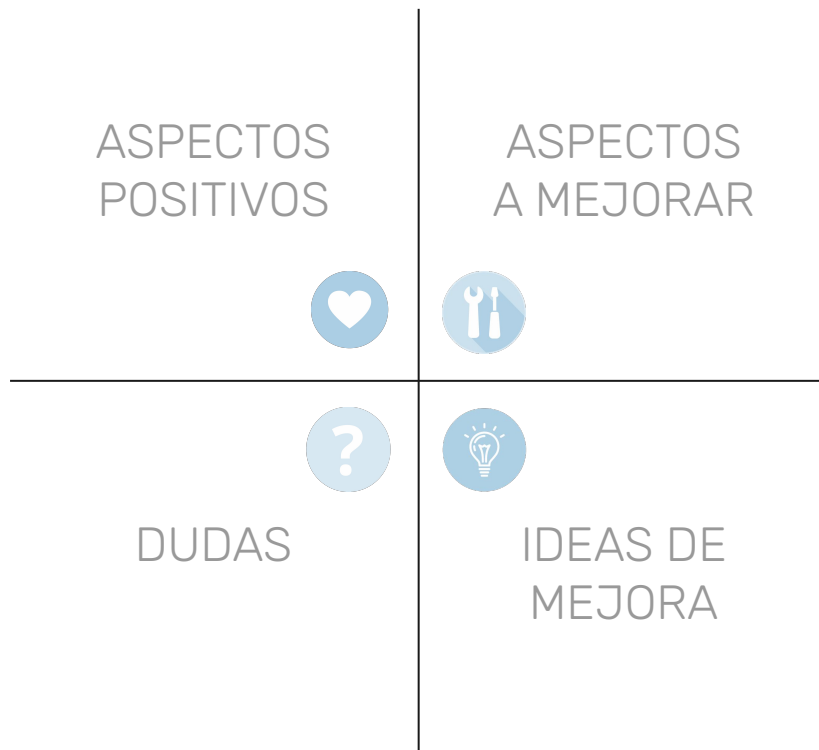 ASPECTOS
POSITIVOS
ASPECTOS
A MEJORAR
?
DUDAS
IDEAS DE
MEJORA